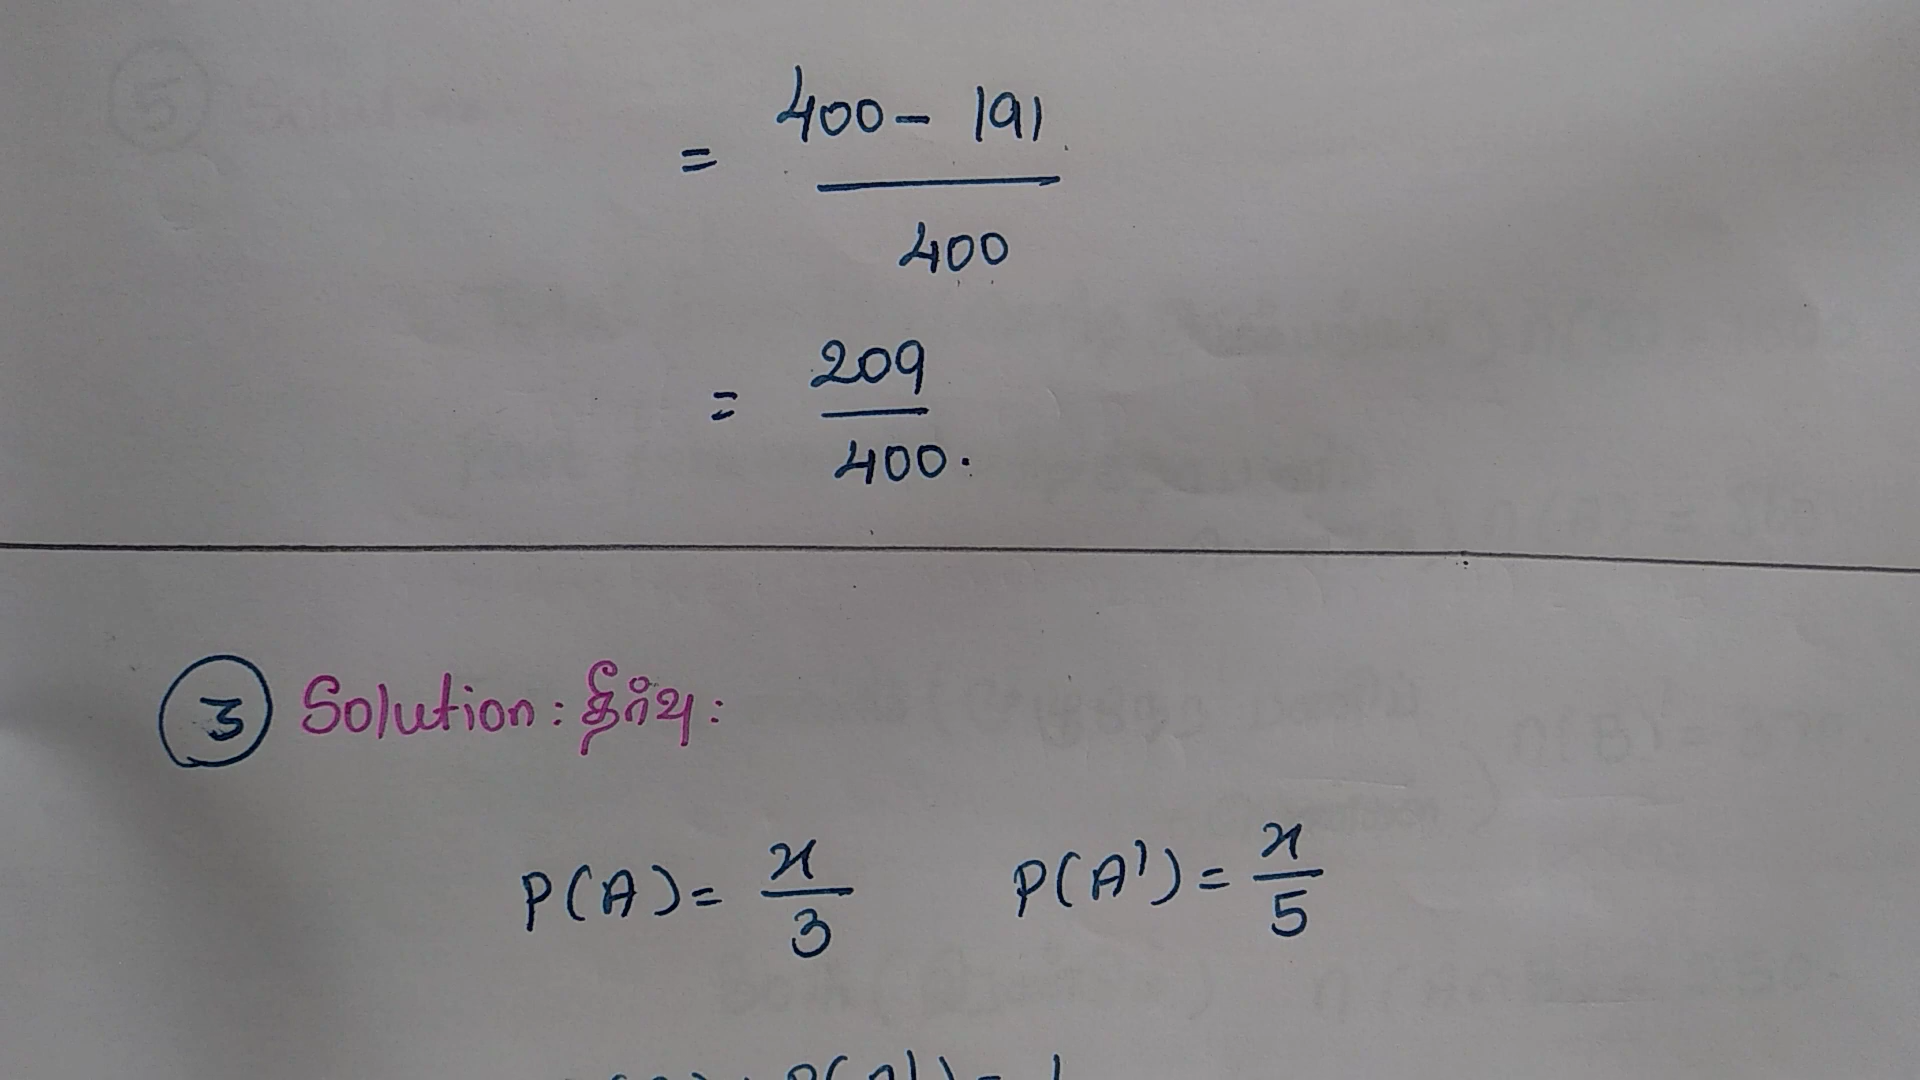 = 400 - 191
400
= 209
400.
3 Solution: தீர்வு:
P(A) = x/3 P(A') = x/5